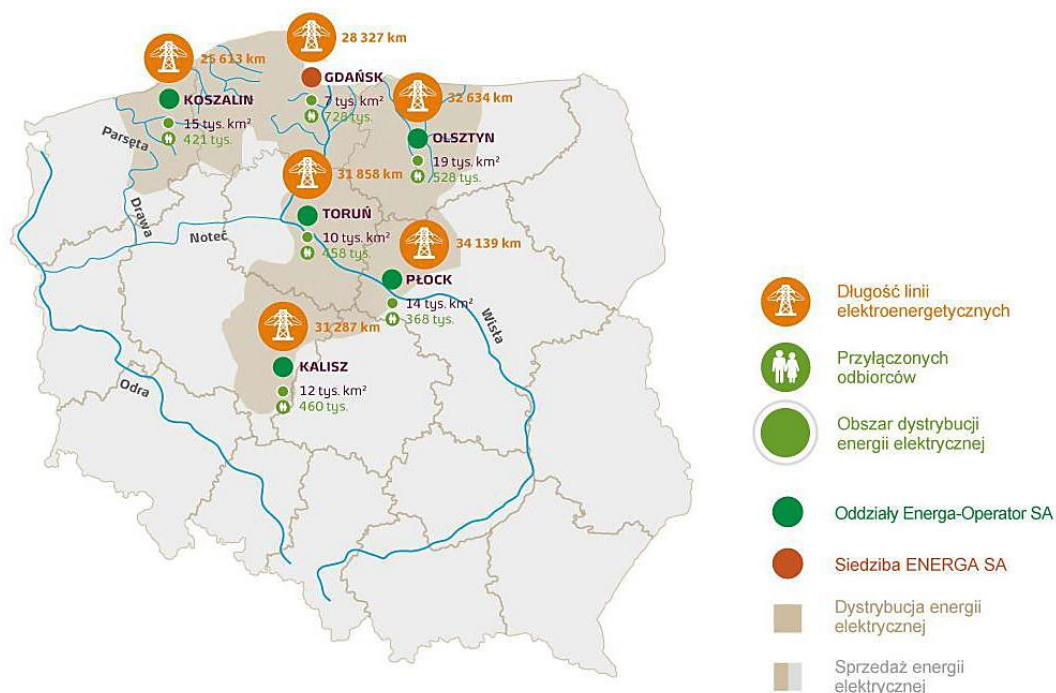 28 327 km
GDAŃSK
7 tys. km²
728 tys.
25 613 km
KOSZALIN
15 tys. km²
421 tys.
32 634 km
OLSZTYN
19 tys. km²
528 tys.
Parsęta
Drawa
Noteć
31 858 km
TORUŃ
10 tys. km²
458 tys.
34 139 km
PŁOCK
14 tys. km²
368 tys.
Wisła
31 287 km
KALISZ
12 tys. km²
460 tys.
Odra
Długość linii
elektroenergetycznych
Przyłączonych
odbiorców
Obszar dystrybucji
energii elektrycznej
Oddziały Energa-Operator SA
Siedziba ENERGA SA
Dystrybucja energii
elektrycznej
Sprzedaż energii
elektrycznej